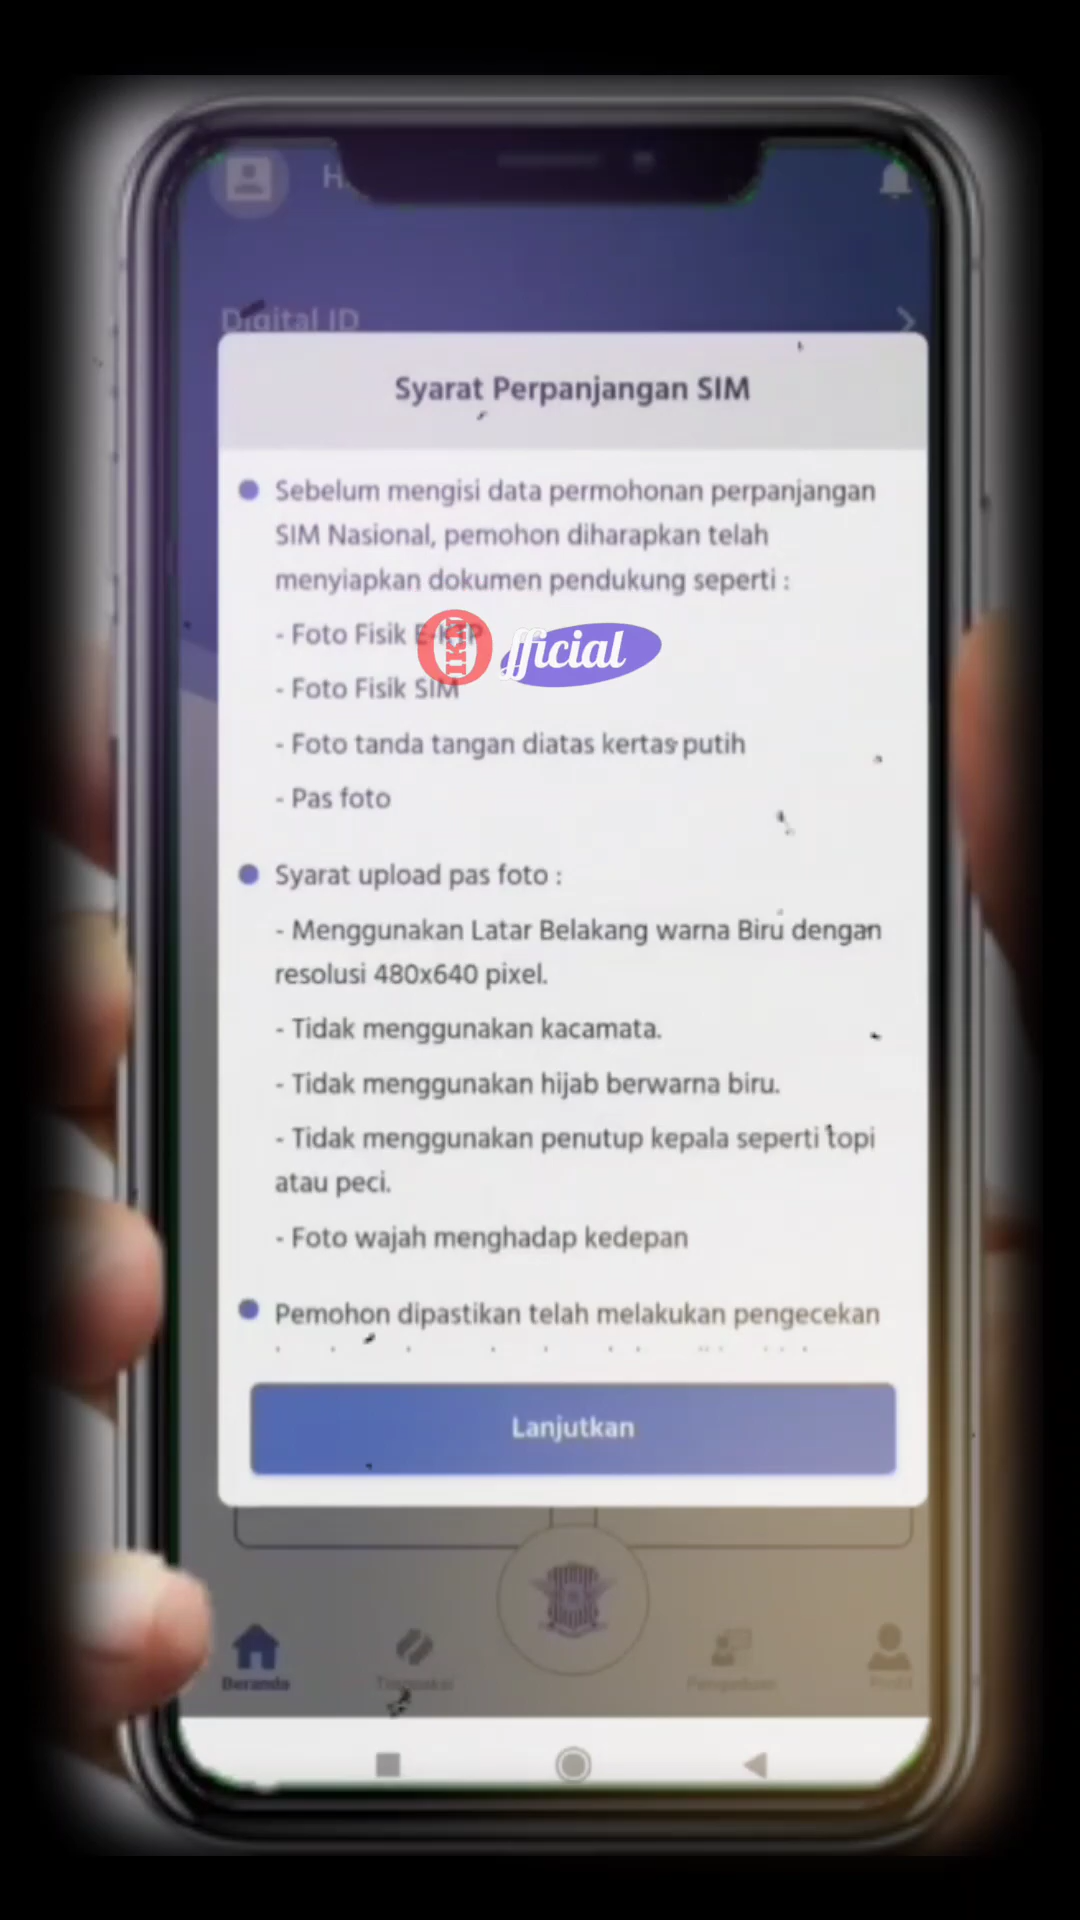 H
Digital ID
Syarat Perpanjangan SIM
Sebelum mengisi data permohonan perpanjangan
SIM Nasional, pemohon diharapkan telah
menyiapkan dokumen pendukung seperti :
- Foto Fisik E-KTP
- Foto Fisik SIM
IKN Official
- Foto tanda tangan diatas kertas putih
- Pas foto
Syarat upload pas foto :
- Menggunakan Latar Belakang warna Biru dengan
resolusi 480x640 pixel.
- Tidak menggunakan kacamata.
- Tidak menggunakan hijab berwarna biru.
- Tidak menggunakan penutup kepala seperti topi
atau peci.
- Foto wajah menghadap kedepan
Pemohon dipastikan telah melakukan pengecekan
Lanjutkan
Beranda